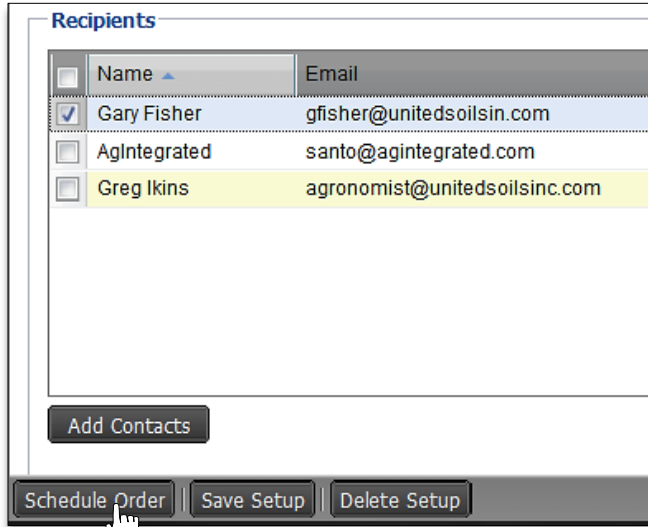 Recipients
Name Email
Gary Fisher gfisher@unitedsoilsin.com
AgIntegrated santo@agintegrated.com
Greg Ikins agronomist@unitedsoilsinc.com
Add Contacts
Schedule Order | Save Setup | Delete Setup